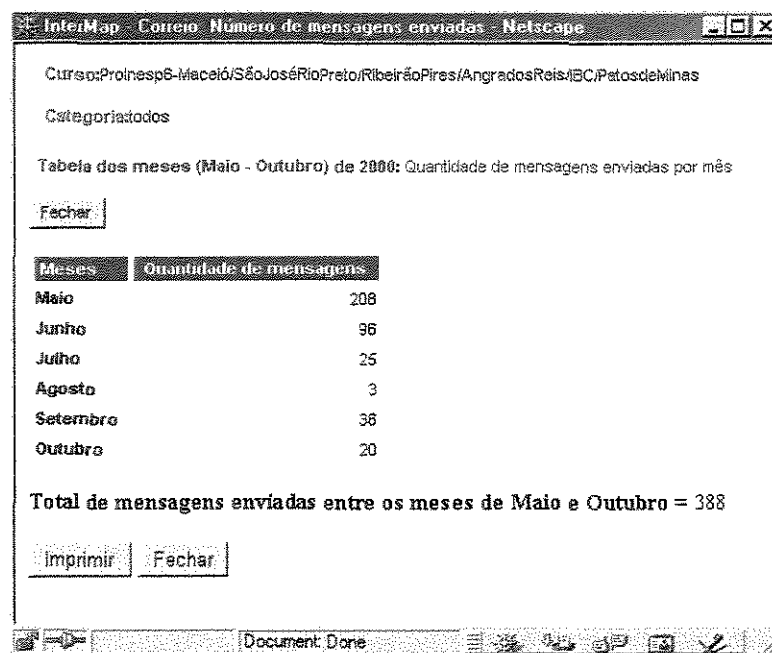 InterMap Correio Número de mensagens enviadas - Netscape
Curso:ProInesp6-Maceió/SãoJoséRioPreto/RibeirãoPires/AngradosReis/IBC/PatosdeMinas
Categoria:todos
Tabela dos meses (Maio - Outubro) de 2000: Quantidade de mensagens enviadas por mês
Fechar
Meses Quantidade de mensagens
Maio 208
Junho 96
Julho 25
Agosto 3
Setembro 36
Outubro 20
Total de mensagens enviadas entre os meses de Maio e Outubro = 388
Imprimir Fechar
Document: Done